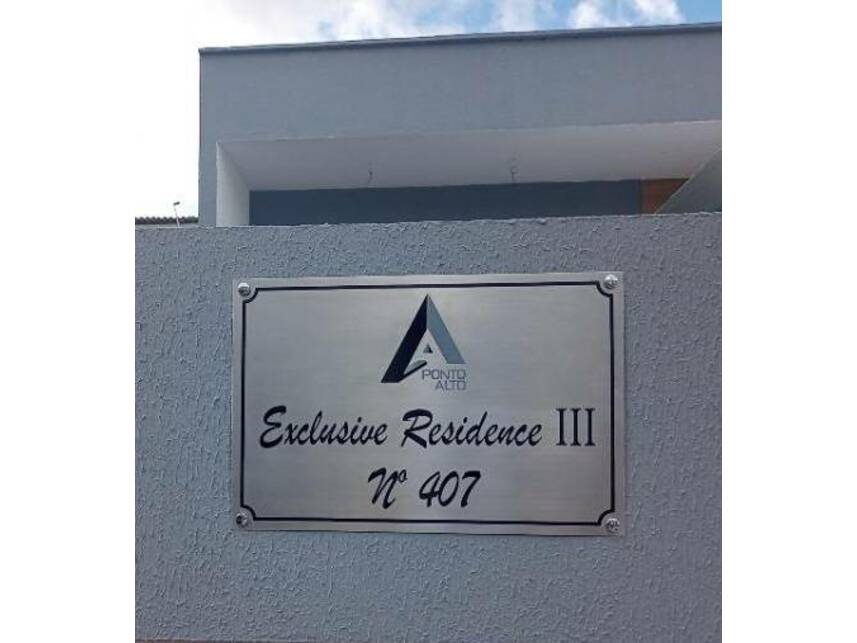 PONTO
ALTO
Exclusive Residence III
Nº 407